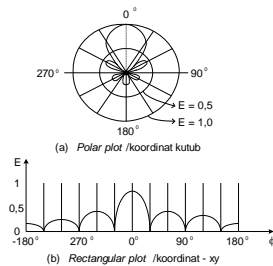 0°
270°
90°
E = 0,5
E = 1,0
180°
(a) Polar plot /koordinat kutub
E
1
0,5
0
-180° 270° 0° 90° 180° ϕ
(b) Rectangular plot /koordinat - xy